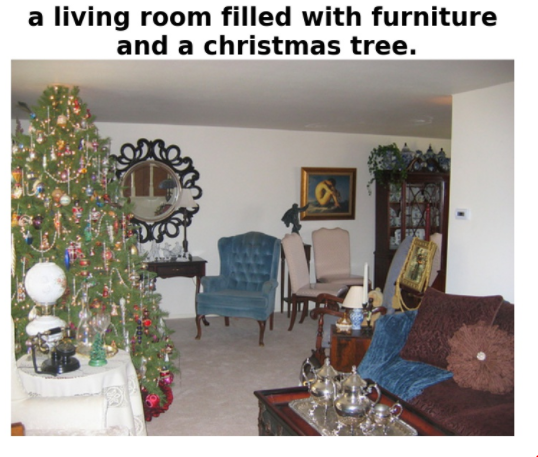 a living room filled with furniture
and a christmas tree.